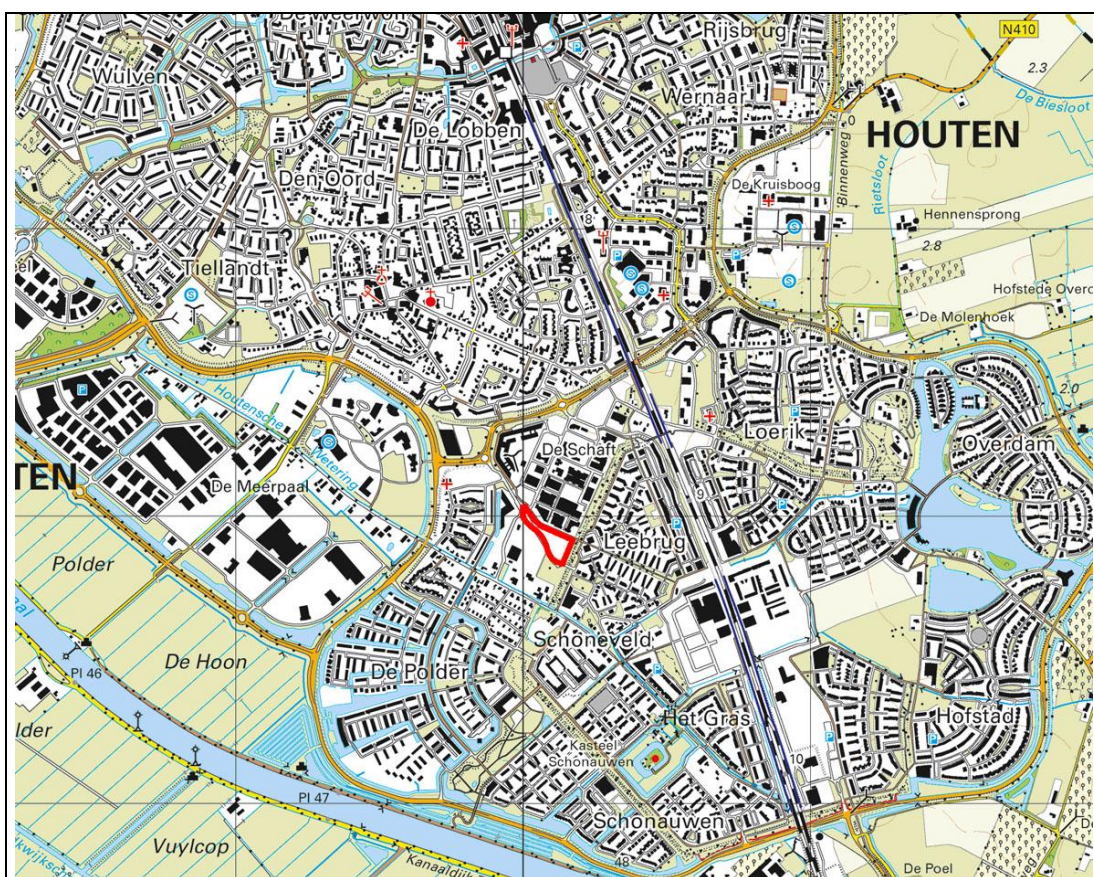 Rijsbrug
N410
Wulven
2.3
De Biesloot
Wernaar
De Lobben
HOUTEN
Binnenweg
Rietsloot
Den Oord
De Kruisboog
8
Hennensprong
2.8
Tiellandt
Hofstede Overd
De Molenhoek
P
S
2.0
Houtensche
Wetering
Loerik
Overdam
De Schaft
TEN
De Meerpaal
9
Leebrug
Polder
Schoneveld
De Hoon
De Polder
PI 46
Het Gras
Hofstad
lder
Kasteel
Schonauwen
10
PI 47
Schonauwen
Vuylcop
48
Kanaaldijk
De Poel